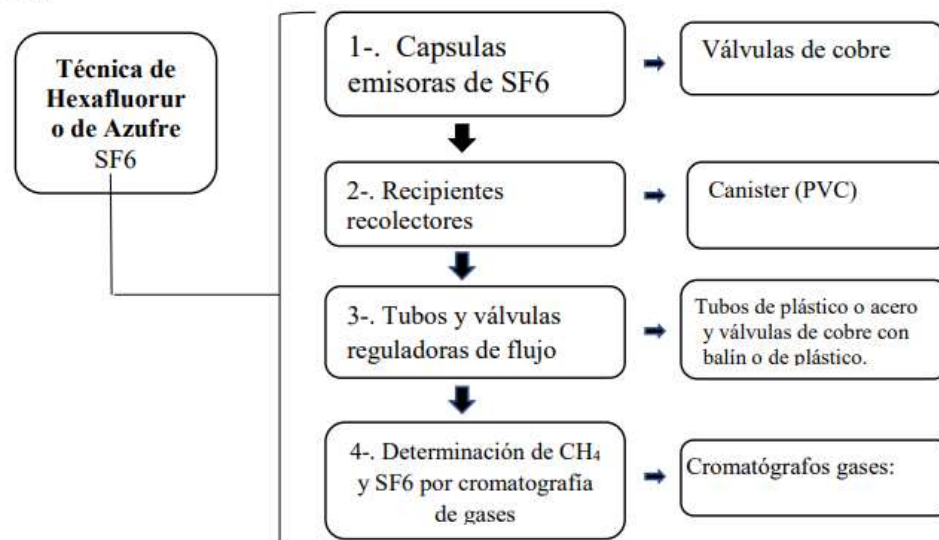 Técnica de
Hexafluorur
o de Azufre
SF6
1-. Capsulas
emisoras de SF6
Válvulas de cobre
2-. Recipientes
recolectores
Canister (PVC)
3-. Tubos y válvulas
reguladoras de flujo
Tubos de plástico o acero
y válvulas de cobre con
balín o de plástico.
4-. Determinación de CH₄
y SF6 por cromatografía
de gases
Cromatógrafos gases: